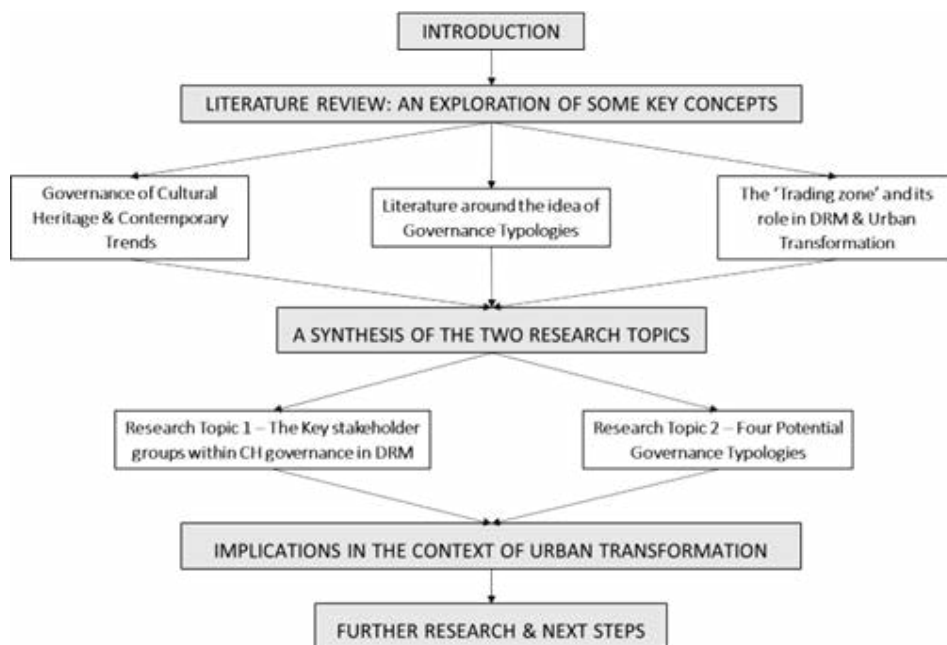 INTRODUCTION
LITERATURE REVIEW: AN EXPLORATION OF SOME KEY CONCEPTS
Governance of Cultural
Heritage & Contemporary
Trends
Literature around the idea of
Governance Typologies
The 'Trading zone' and its
role in DRM & Urban
Transformation
A SYNTHESIS OF THE TWO RESEARCH TOPICS
Research Topic 1 – The Key stakeholder
groups within CH governance in DRM
Research Topic 2 – Four Potential
Governance Typologies
IMPLICATIONS IN THE CONTEXT OF URBAN TRANSFORMATION
FURTHER RESEARCH & NEXT STEPS